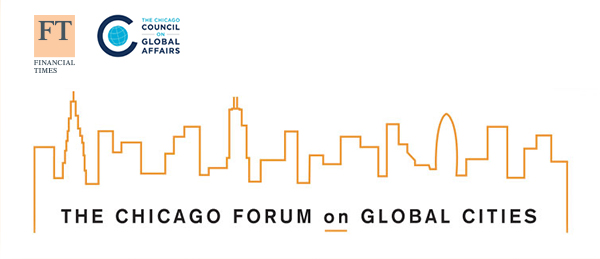 FT
FINANCIAL
TIMES
THE CHICAGO
COUNCIL
ON
GLOBAL
AFFAIRS
THE CHICAGO FORUM on GLOBAL CITIES